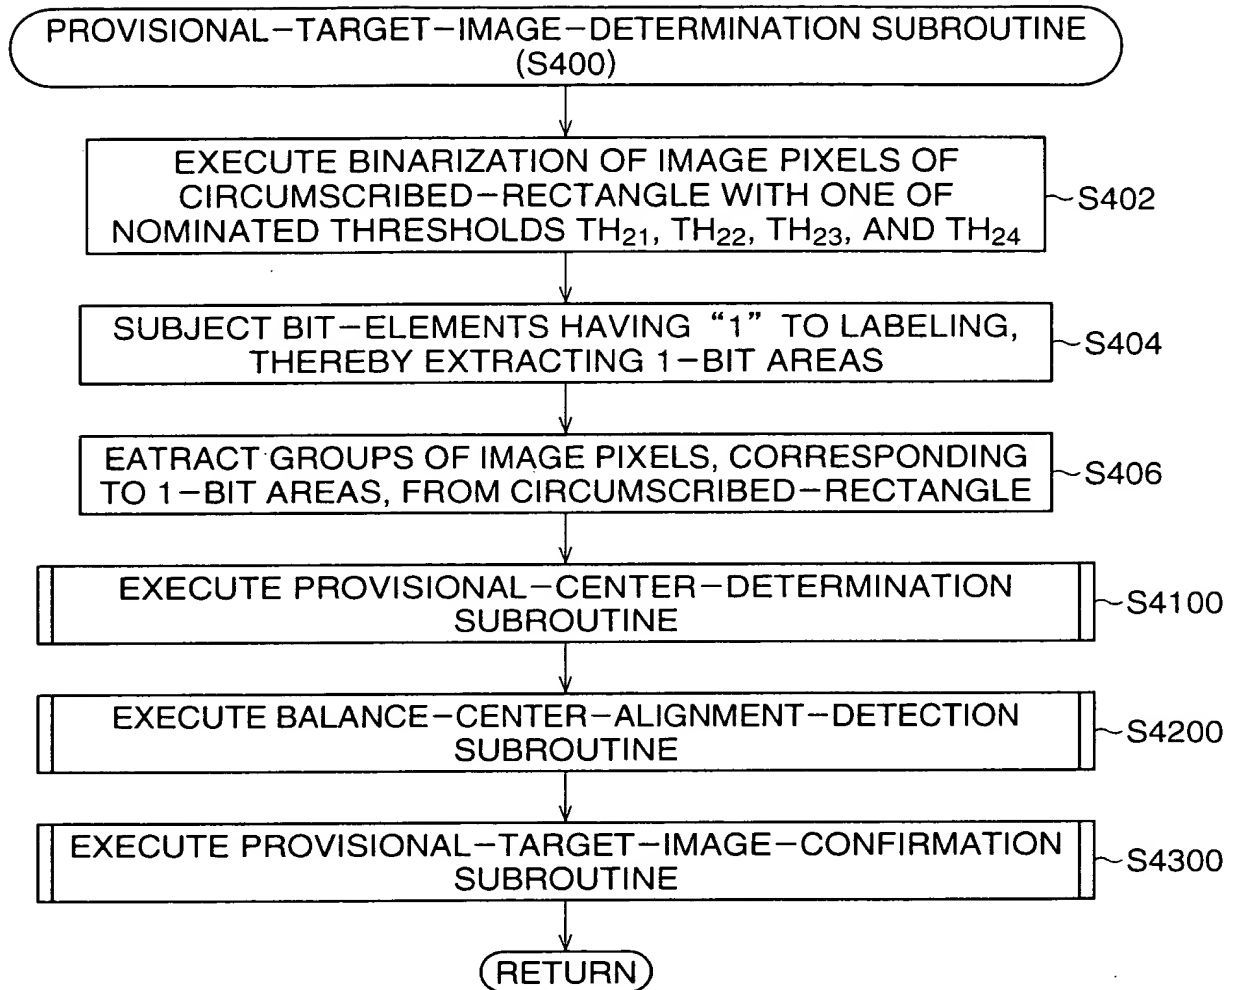 PROVISIONAL-TARGET-IMAGE-DETERMINATION SUBROUTINE
(S400)
EXECUTE BINARIZATION OF IMAGE PIXELS OF
CIRCUMSCRIBED-RECTANGLE WITH ONE OF
NOMINATED THRESHOLDS TH₂₁, TH₂₂, TH₂₃, AND TH₂₄
S402
SUBJECT BIT-ELEMENTS HAVING “1” TO LABELING,
THEREBY EXTRACTING 1-BIT AREAS
S404
EATRACT GROUPS OF IMAGE PIXELS, CORRESPONDING
TO 1-BIT AREAS, FROM CIRCUMSCRIBED-RECTANGLE
S406
EXECUTE PROVISIONAL-CENTER-DETERMINATION
SUBROUTINE
S4100
EXECUTE BALANCE-CENTER-ALIGNMENT-DETECTION
SUBROUTINE
S4200
EXECUTE PROVISIONAL-TARGET-IMAGE-CONFIRMATION
SUBROUTINE
S4300
RETURN